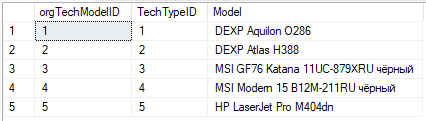 orgTechModelID TechTypeID Model
1 1 1 DEXP Aquilon O286
2 2 2 DEXP Atlas H388
3 3 3 MSI GF76 Katana 11UC-879XRU чёрный
4 4 4 MSI Modern 15 B12M-211RU чёрный
5 5 5 HP LaserJet Pro M404dn